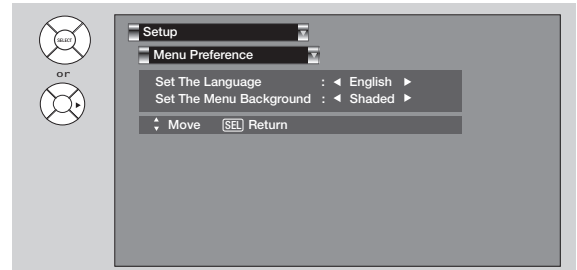 SELECT
or
Setup
Menu Preference
Set The Language : ◀ English ▶
Set The Menu Background : ◀ Shaded ▶
Move SEL Return